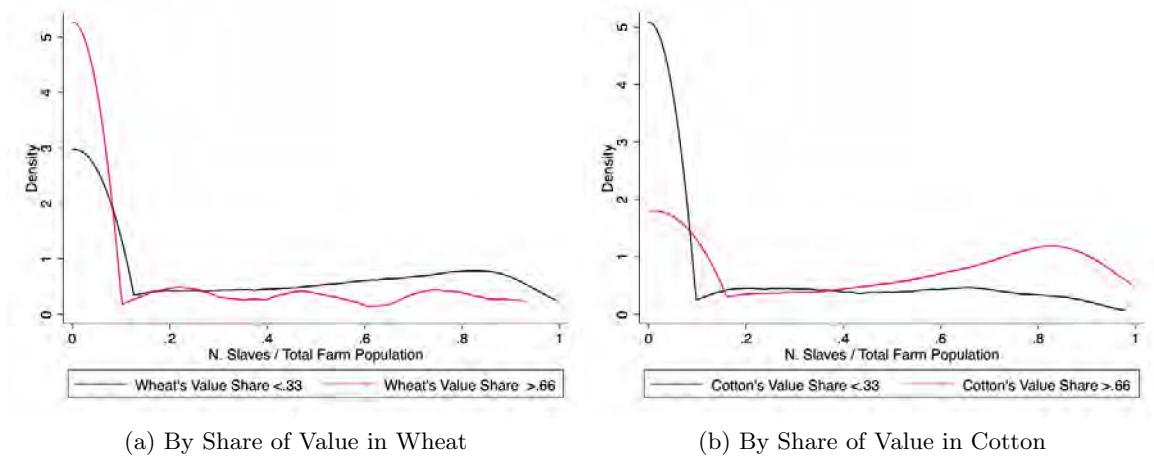 Density
5
4
3
2
1
0
0
.2
.4
.6
.8
1
N. Slaves / Total Farm Population
Wheat's Value Share <.33
Wheat's Value Share >.66
(a) By Share of Value in Wheat
Density
5
4
3
2
1
0
0
.2
.4
.6
.8
1
N. Slaves / Total Farm Population
Cotton's Value Share <.33
Cotton's Value Share >.66
(b) By Share of Value in Cotton